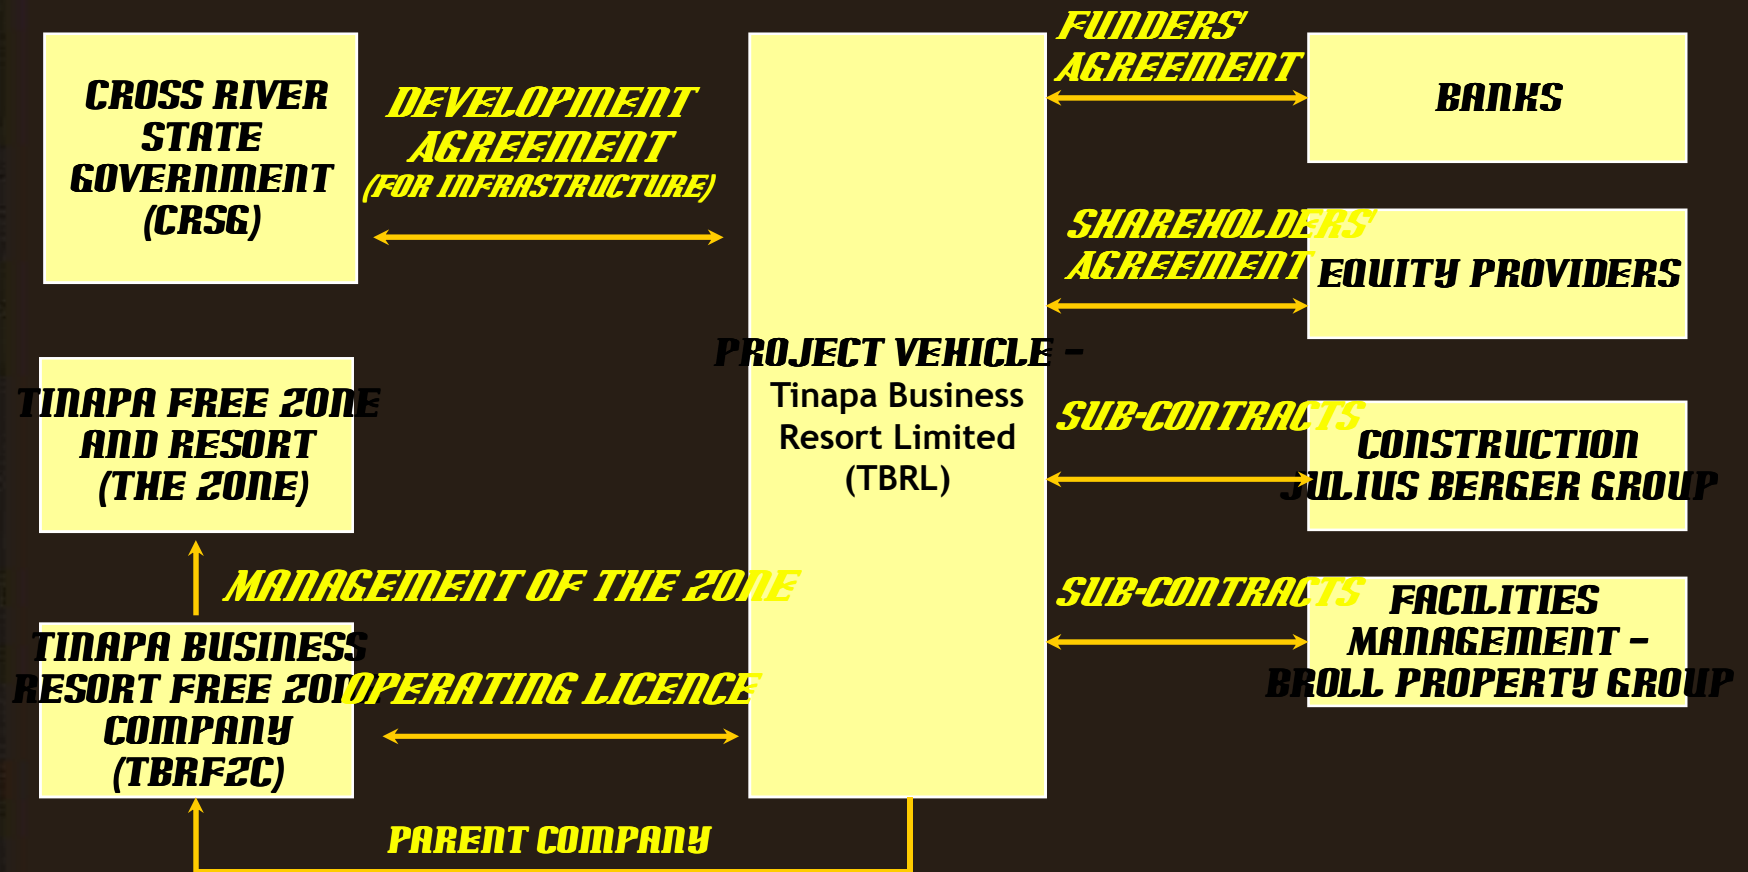 CROSS RIVER
STATE
GOVERNMENT
(CRSG)
DEVELOPMENT
AGREEMENT
(FOR INFRASTRUCTURE)
TINAPA FREE ZONE
AND RESORT
(THE ZONE)
MANAGEMENT OF THE ZONE
TINAPA BUSINESS
RESORT FREE ZONE
COMPANY
(TBRFZC)
OPERATING LICENCE
PARENT COMPANY
PROJECT VEHICLE –
Tinapa Business
Resort Limited
(TBRL)
FUNDERS'
AGREEMENT
BANKS
SHAREHOLDERS'
AGREEMENT
EQUITY PROVIDERS
SUB-CONTRACTS
CONSTRUCTION
JULIUS BERGER GROUP
SUB-CONTRACTS
FACILITIES
MANAGEMENT –
BROLL PROPERTY GROUP